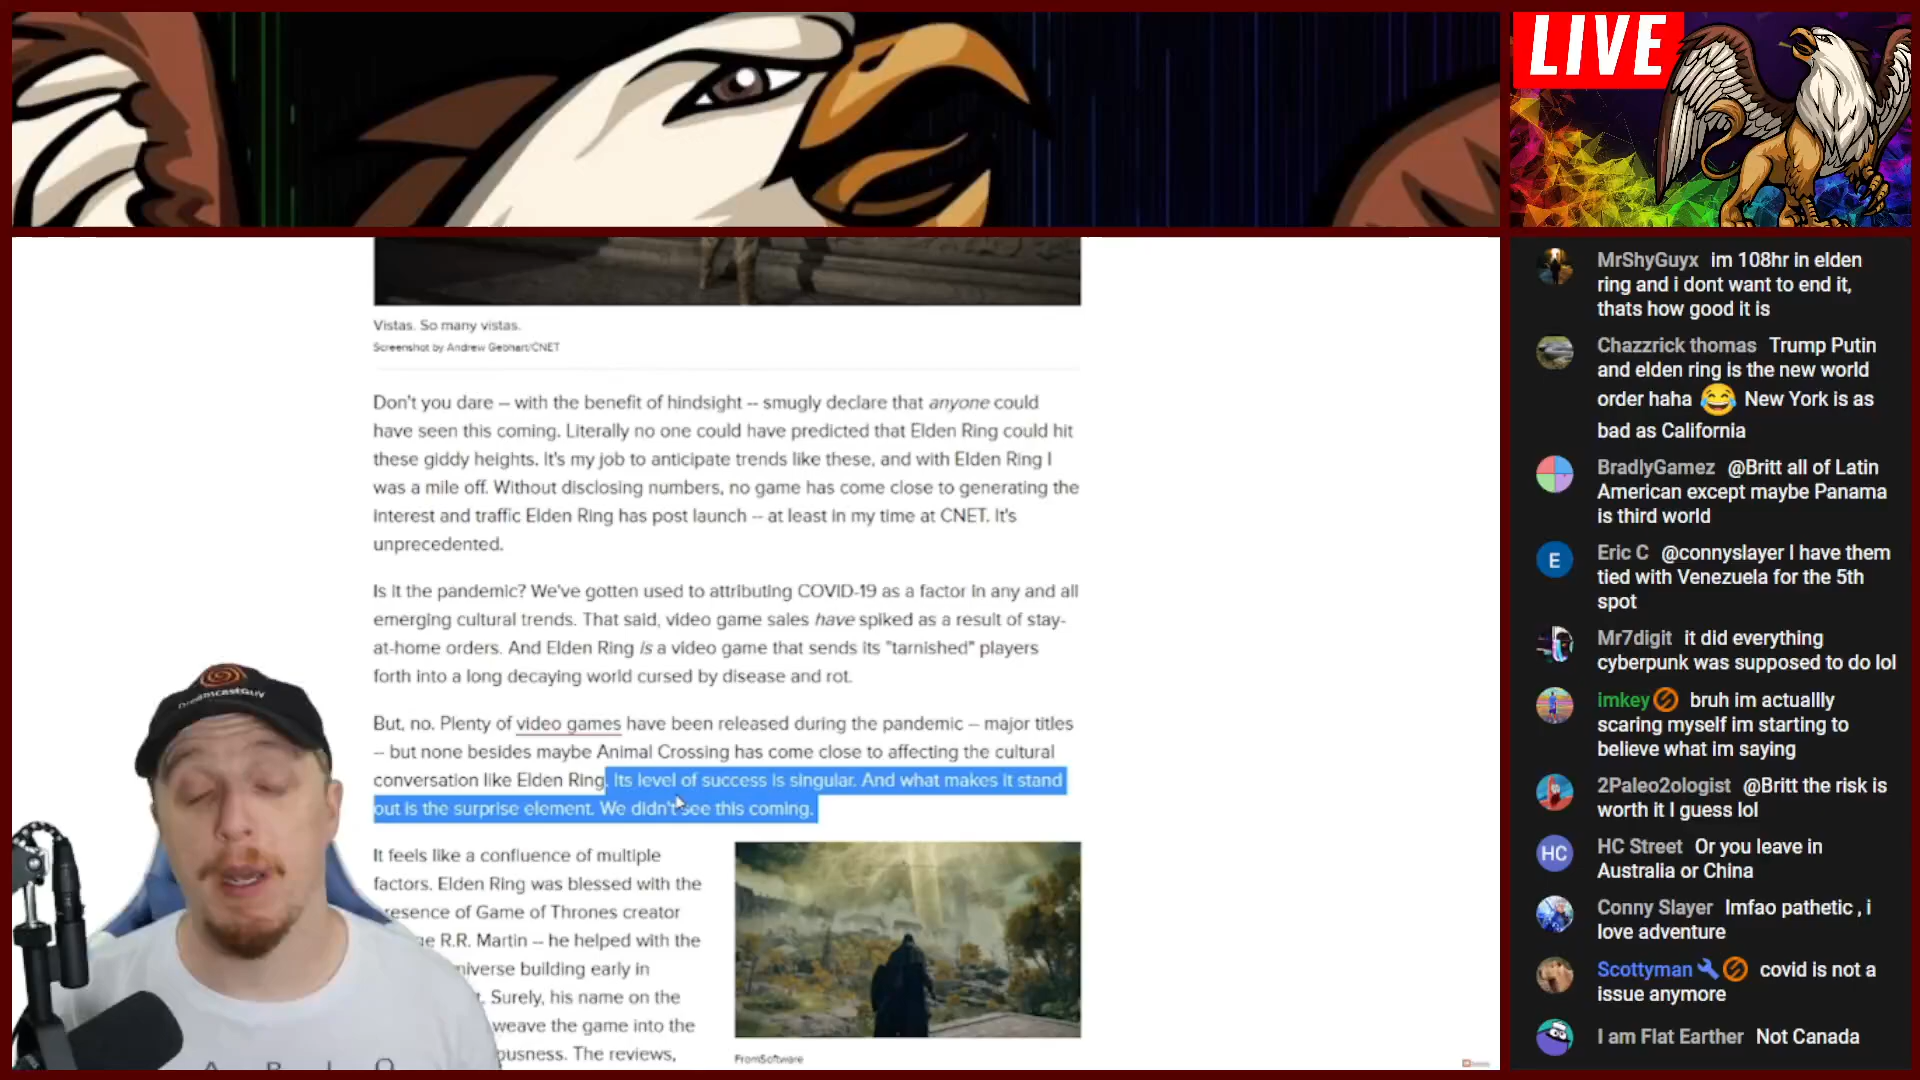 LIVE
Vistas. So many vistas.
Screenshot by Andrew Gebhart/CNET
Don't you dare -- with the benefit of hindsight -- smugly declare that anyone could
have seen this coming. Literally no one could have predicted that Elden Ring could hit
these giddy heights. It's my job to anticipate trends like these, and with Elden Ring I
was a mile off. Without disclosing numbers, no game has come close to generating the
interest and traffic Elden Ring has post launch -- at least in my time at CNET. It's
unprecedented.
Is it the pandemic? We've gotten used to attributing COVID-19 as a factor in any and all
emerging cultural trends. That said, video game sales have spiked as a result of stay-
at-home orders. And Elden Ring is a video game that sends its "tarnished" players
forth into a long decaying world cursed by disease and rot.
But, no. Plenty of video games have been released during the pandemic -- major titles
-- but none besides maybe Animal Crossing has come close to affecting the cultural
conversation like Elden Ring. Its level of success is singular. And what makes it stand
out is the surprise element. We didn't see this coming.
It feels like a confluence of multiple
factors. Elden Ring was blessed with the
resence of Game of Thrones creator
ge R.R. Martin -- he helped with the
niverse building early in
t. Surely, his name on the
weave the game into the
ousness. The reviews,
FromSoftware
DreamcastGuy
MrShyGuyx im 108hr in elden
ring and i dont want to end it,
thats how good it is
Chazzrick thomas Trump Putin
and elden ring is the new world
order haha 😂 New York is as
bad as California
BradlyGamez @Britt all of Latin
American except maybe Panama
is third world
E
Eric C @connyslayer I have them
tied with Venezuela for the 5th
spot
Mr7digit it did everything
cyberpunk was supposed to do lol
imkey bruh im actuallly
scaring myself im starting to
believe what im saying
2Paleo2ologist @Britt the risk is
worth it I guess lol
HC
HC Street Or you leave in
Australia or China
Conny Slayer lmfao pathetic , i
love adventure
Scottyman covid is not a
issue anymore
I am Flat Earther Not Canada